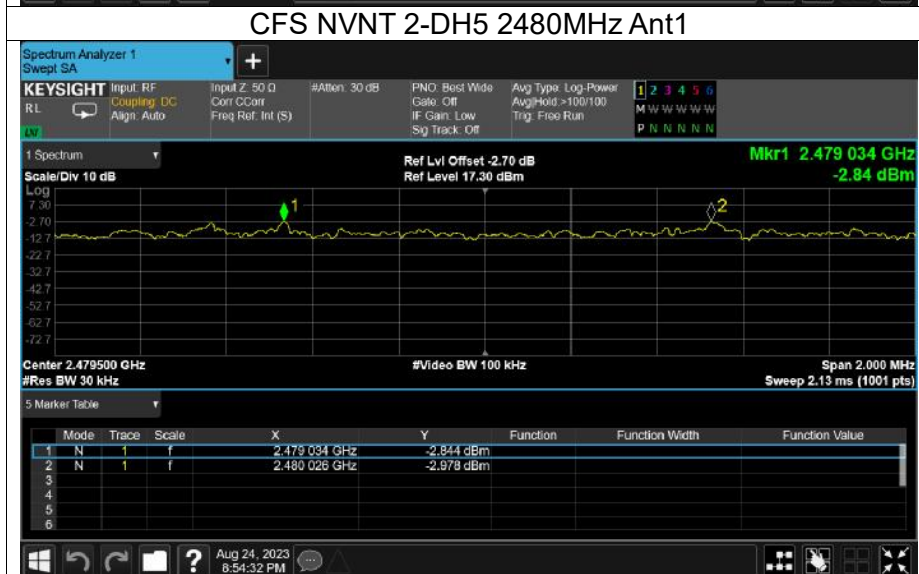 CFS NVNT 2-DH5 2480MHz Ant1
Spectrum Analyzer 1
Swept SA
+
KEYSIGHT Input: RF Input Z: 50 Ω #Atten: 30 dB PNO: Best Wide Avg Type: Log-Power 1 2 3 4 5 6
RL Coupling: DC Corr CCorr Gate: Off Avg|Hold:>100/100 M W W W W W
Align: Auto Freq Ref: Int (S) IF Gain: Low Trig: Free Run
LXI Sig Track: Off P N N N N N
1 Spectrum Ref Lvl Offset -2.70 dB Mkr1 2.479 034 GHz
Scale/Div 10 dB Ref Level 17.30 dBm -2.84 dBm
Log
7.30 1 2
-2.70
-12.7
-22.7
-32.7
-42.7
-52.7
-62.7
-72.7
Center 2.479500 GHz #Video BW 100 kHz Span 2.000 MHz
#Res BW 30 kHz Sweep 2.13 ms (1001 pts)
5 Marker Table
Mode Trace Scale X Y Function Function Width Function Value
1 N 1 f 2.479 034 GHz -2.844 dBm
2 N 1 f 2.480 026 GHz -2.978 dBm
3
4
5
6
? Aug 24, 2023
8:54:32 PM